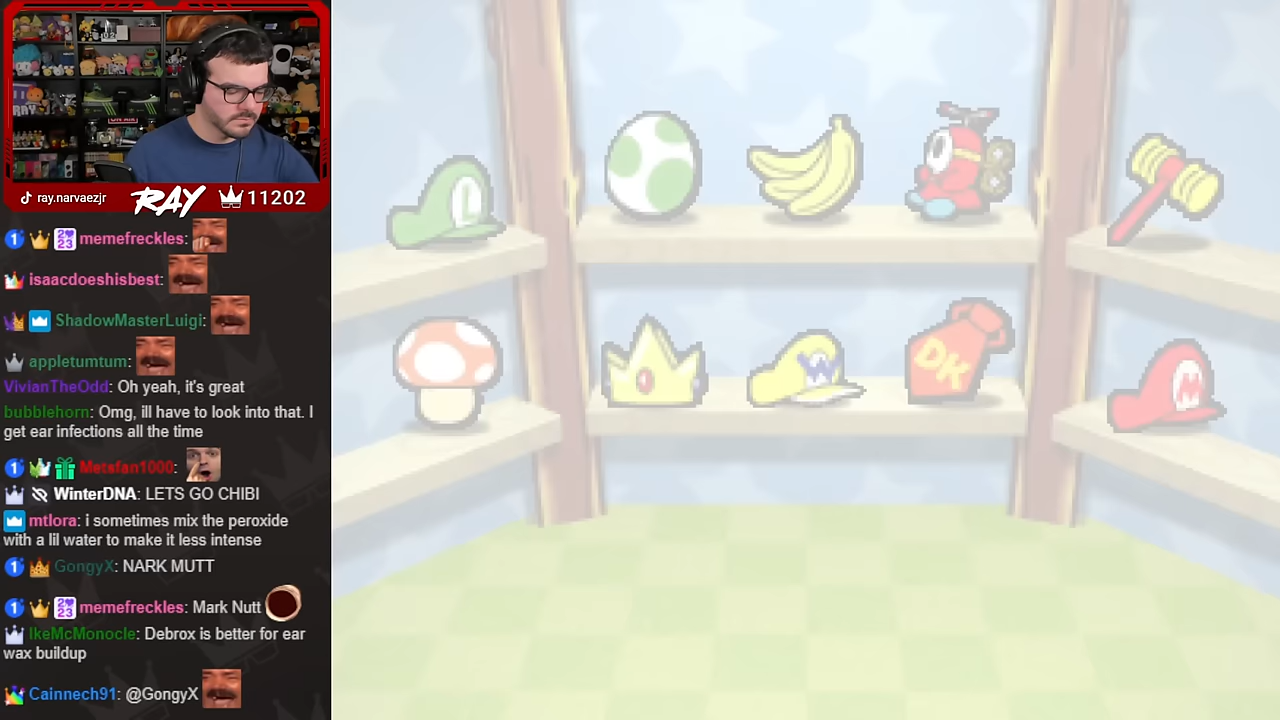 ray.narvaezjr RAY 11202
memefreckles:
isaacdoeshisbest:
ShadowMasterLuigi:
appletumtum:
VivianTheOdd: Oh yeah, it's great
bubblehorn: Omg, ill have to look into that. I
get ear infections all the time
Metsfan1000:
WinterDNA: LETS GO CHIBI
mtlora: i sometimes mix the peroxide
with a lil water to make it less intense
GongyX: NARK MUTT
memefreckles: Mark Nutt
IkeMcMonocle: Debrox is better for ear
wax buildup
Cainnech91: @GongyX
L
W
DK
M